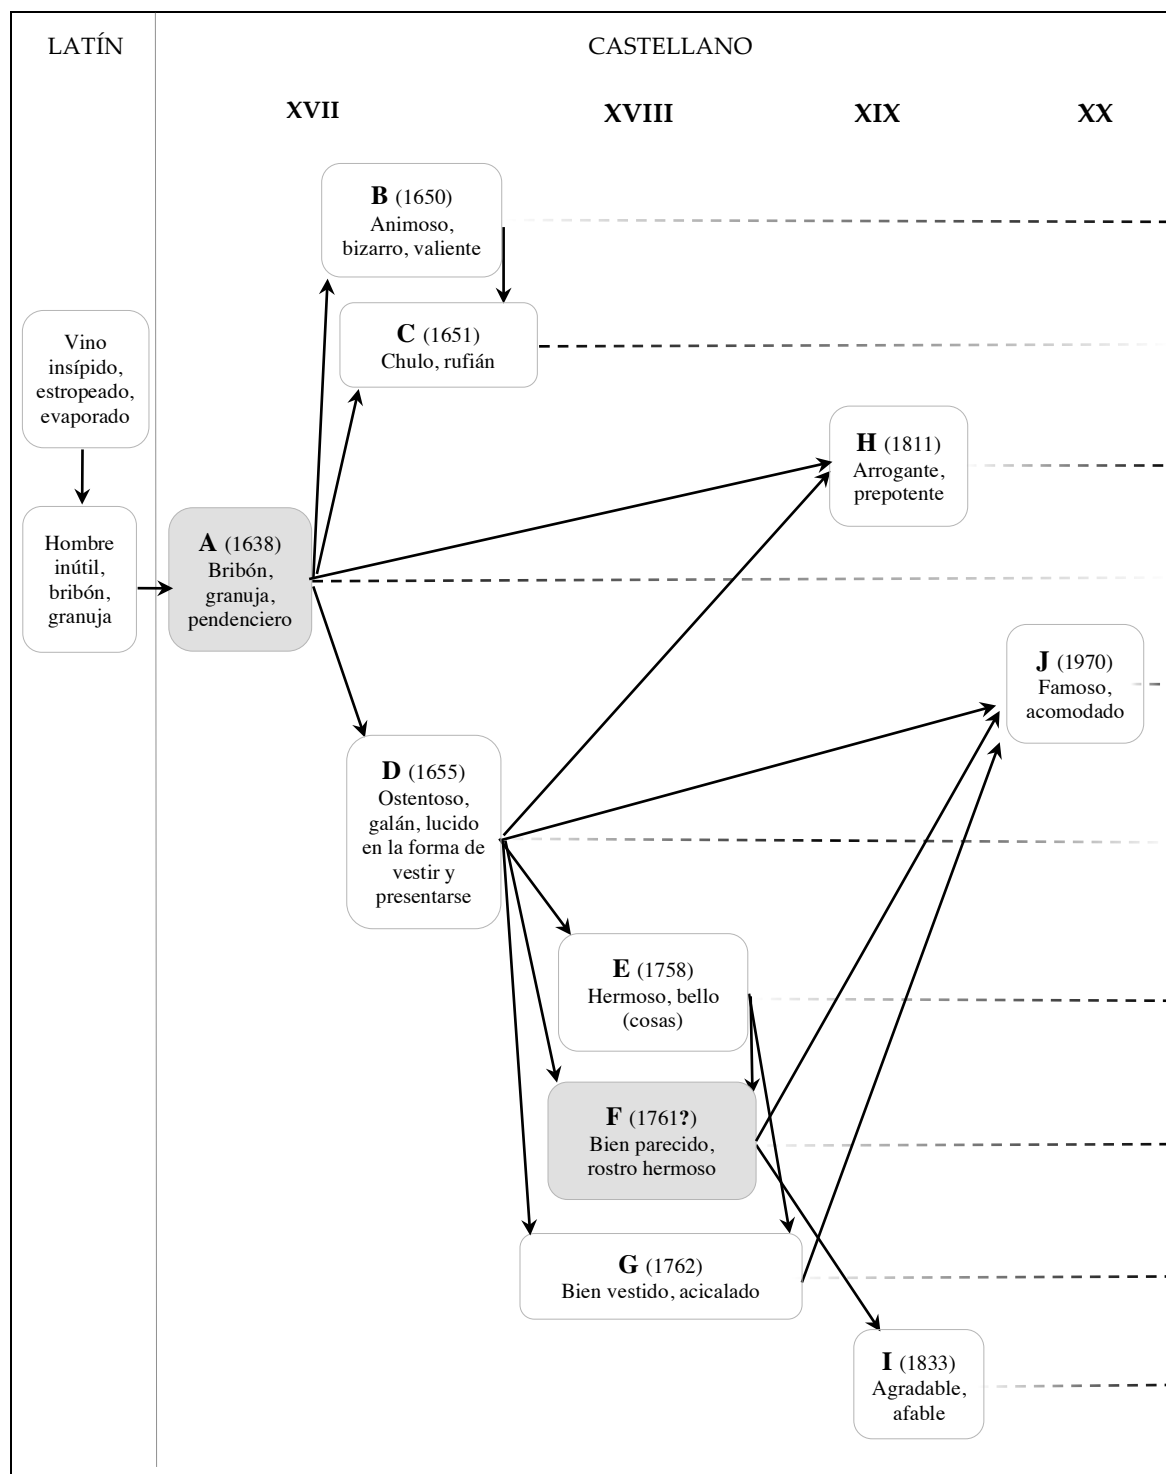 LATÍN
CASTELLANO
XVII
XVIII
XIX
XX
B (1650)
Animoso,
bizarro, valiente
C (1651)
Chulo, rufián
Vino
insípido,
estropeado,
evaporado
H (1811)
Arrogante,
prepotente
Hombre
inútil,
bribón,
granuja
A (1638)
Bribón,
granuja,
pendenciero
J (1970)
Famoso,
acomodado
D (1655)
Ostentoso,
galán, lucido
en la forma de
vestir y
presentarse
E (1758)
Hermoso, bello
(cosas)
F (1761?)
Bien parecido,
rostro hermoso
G (1762)
Bien vestido, acicalado
I (1833)
Agradable,
afable